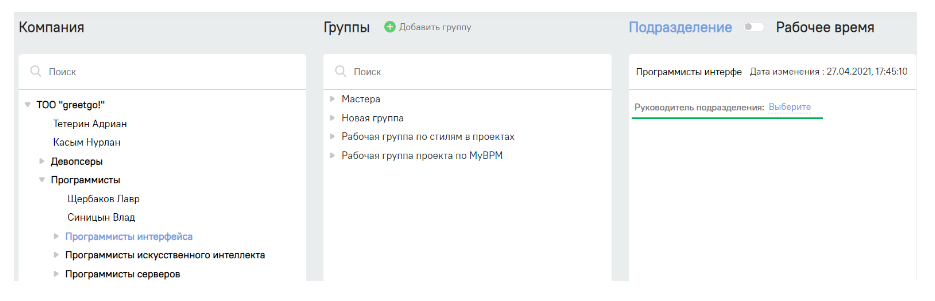 Компания
Поиск
ТОО "greetgo!"
Тетерин Адриан
Касым Нурлан
Девопсеры
Программисты
Щербаков Лавр
Синицын Влад
Программисты интерфейса
Программисты искусственного интеллекта
Программисты серверов
Группы Добавить группу
Поиск
Мастера
Новая группа
Рабочая группа по стилям в проектах
Рабочая группа проекта по MyBPM
Подразделение Рабочее время
Программисты интерфе Дата изменения : 27.04.2021, 17:45:10
Руководитель подразделения: Выберите